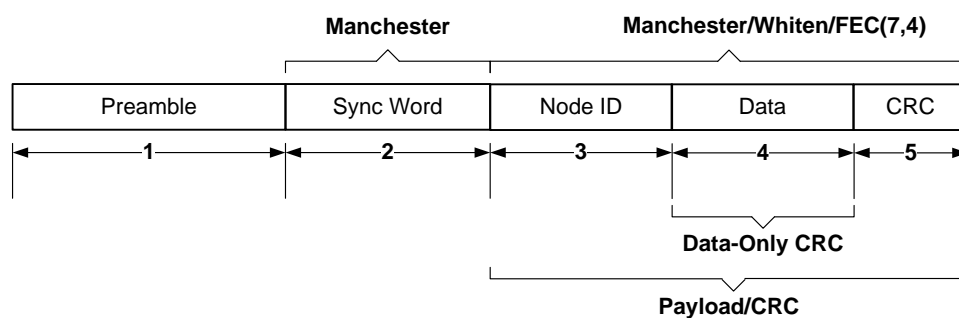 Manchester
Manchester/Whiten/FEC(7,4)
Preamble
Sync Word
Node ID
Data
CRC
1
2
3
4
5
Data-Only CRC
Payload/CRC